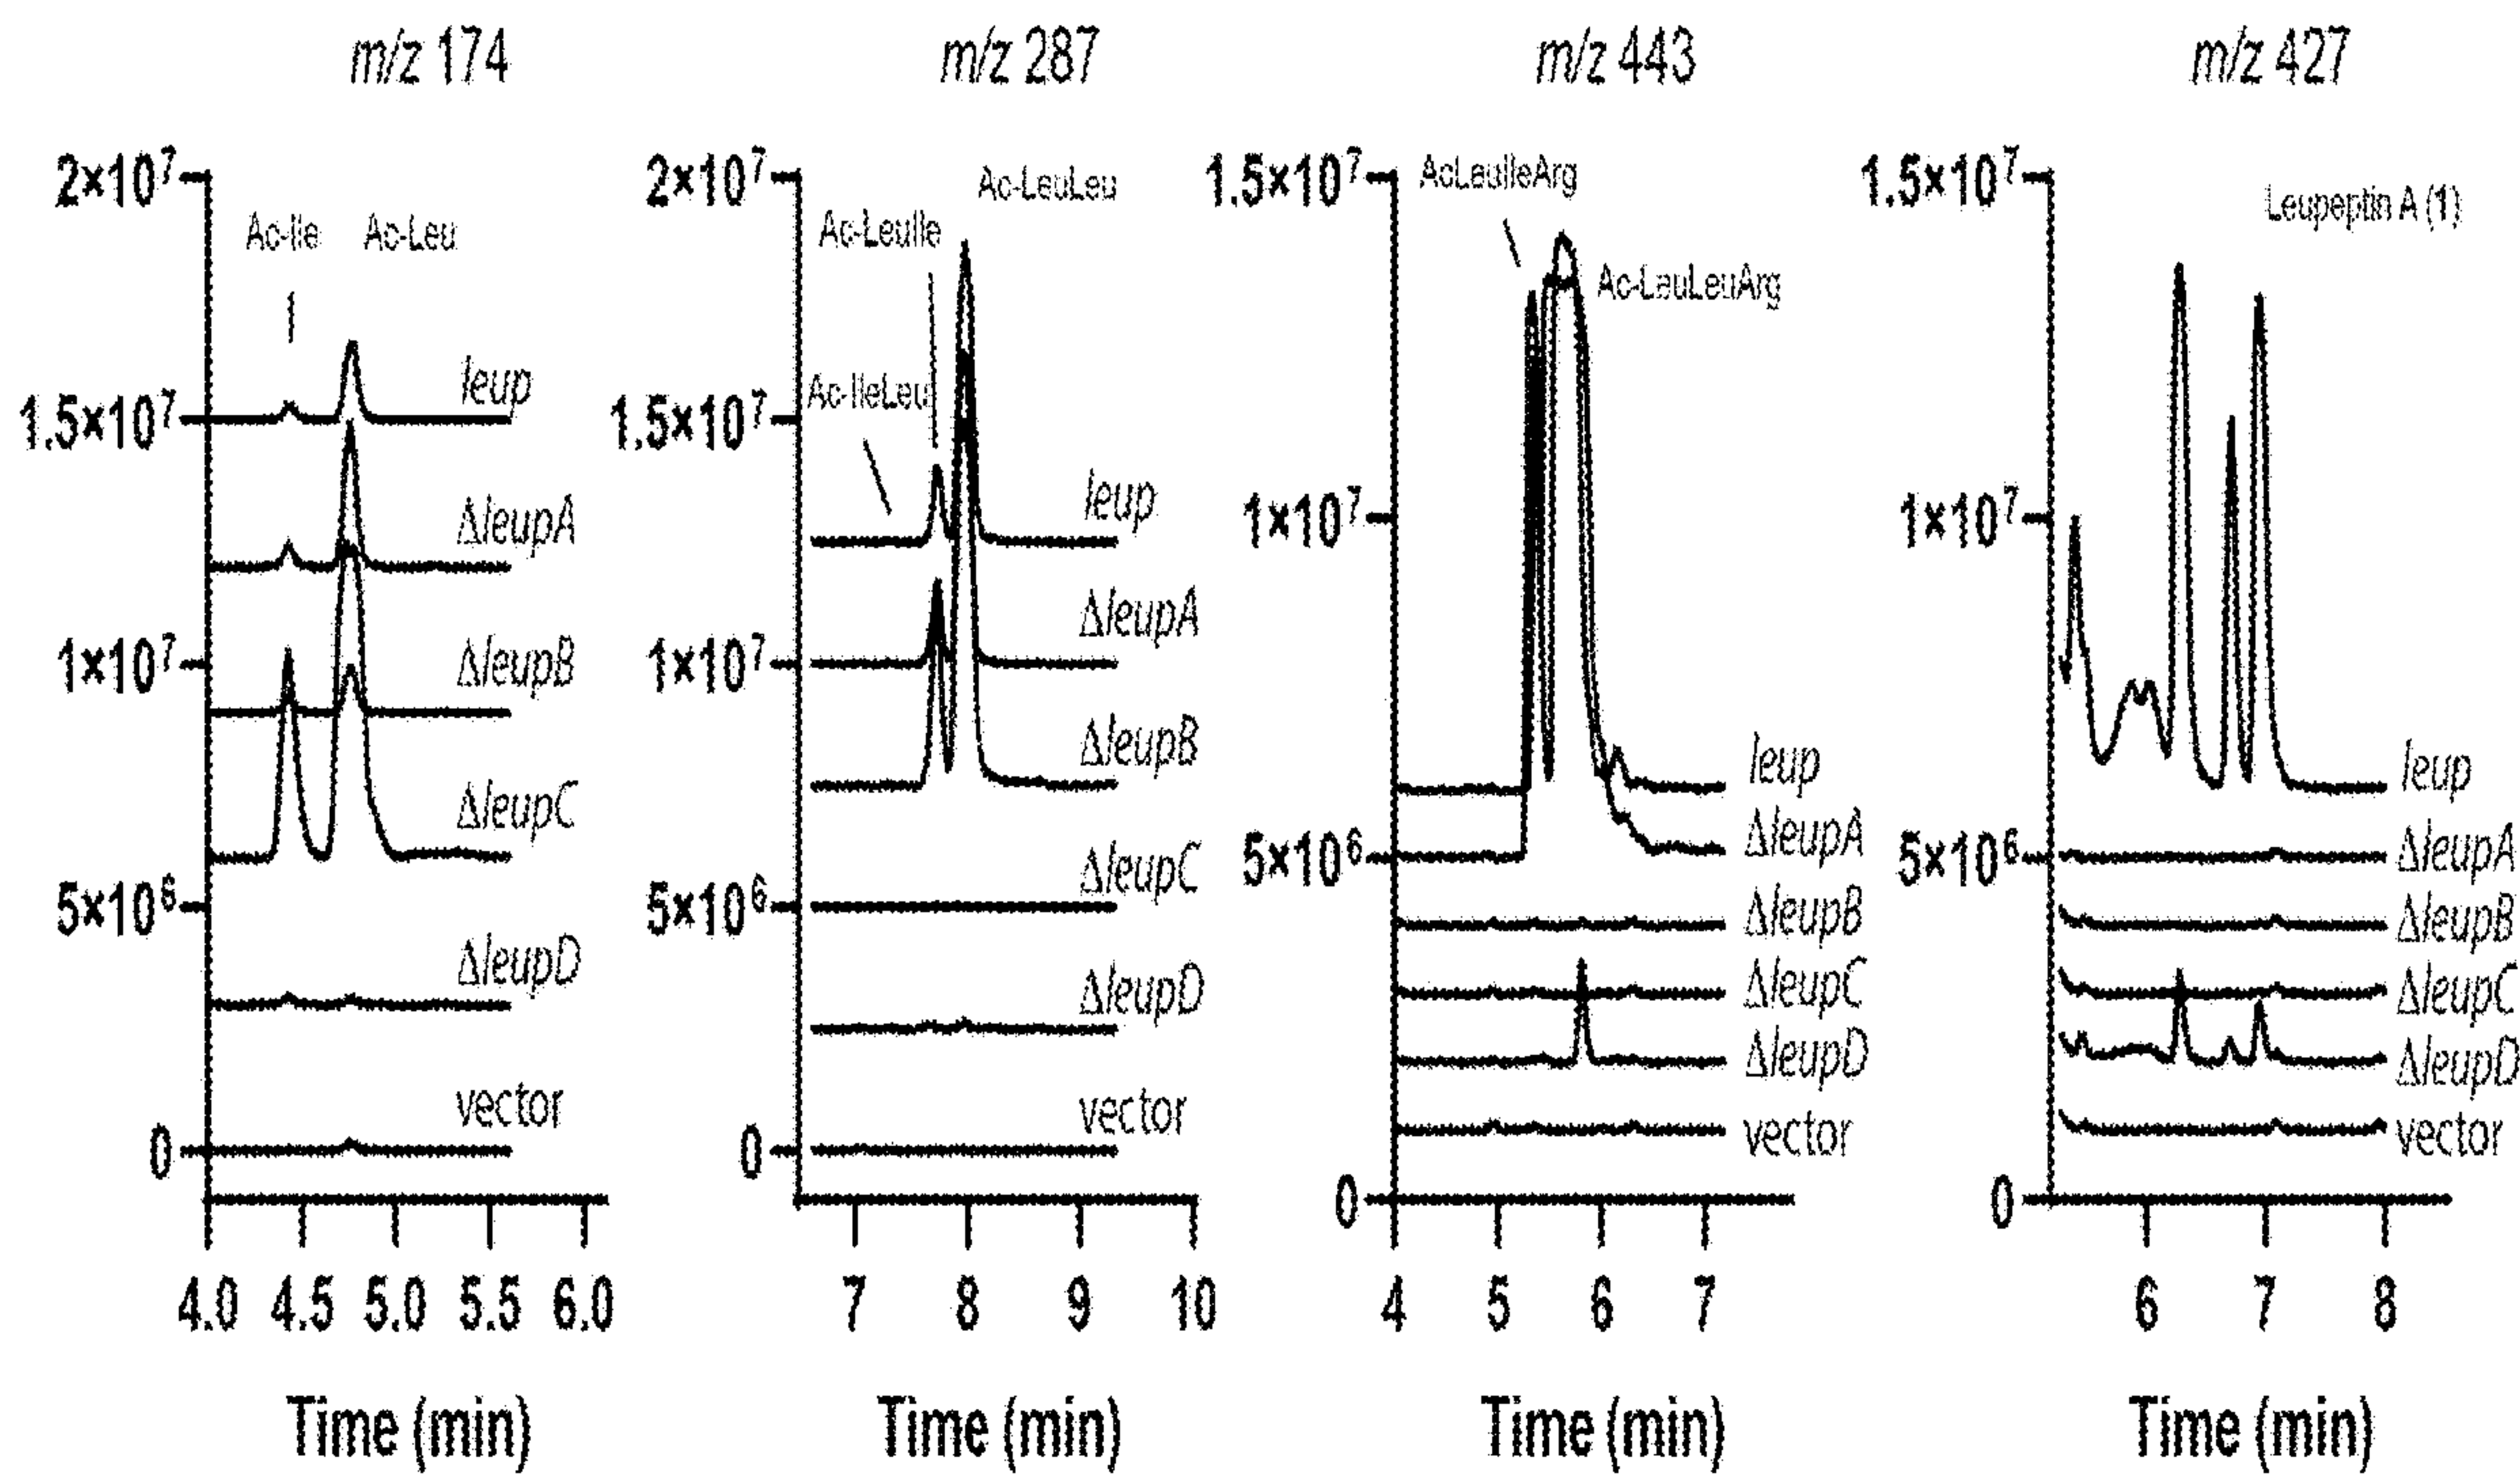 m/z 174
2×10⁷
Ac-Ile Ac-Leu
leup
1.5×10⁷
ΔleupA
1×10⁷
ΔleupB
ΔleupC
5×10⁶
ΔleupD
vector
0
4.0 4.5 5.0 5.5 6.0
Time (min)
m/z 287
2×10⁷
Ac-LeuLeu
Ac-LeuIle
Ac-IleLeu
1.5×10⁷
leup
ΔleupA
1×10⁷
ΔleupB
ΔleupC
5×10⁶
ΔleupD
vector
0
7 8 9 10
Time (min)
m/z 443
1.5×10⁷
AcLeuIleArg
Ac-LeuLeuArg
1×10⁷
leup
ΔleupA
5×10⁶
ΔleupB
ΔleupC
ΔleupD
vector
0
4 5 6 7
Time (min)
m/z 427
1.5×10⁷
Leupeptin A (1)
1×10⁷
leup
ΔleupA
5×10⁶
ΔleupB
ΔleupC
ΔleupD
vector
0
6 7 8
Time (min)